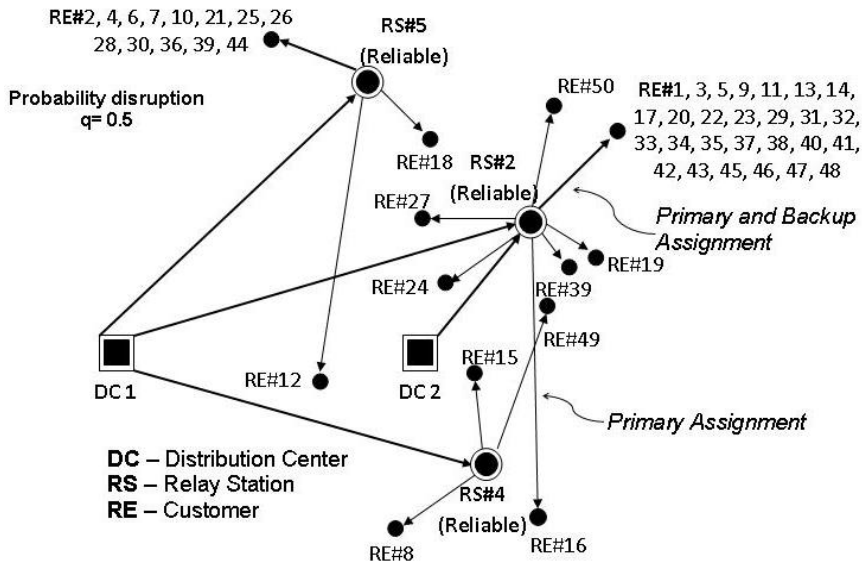 RE#2, 4, 6, 7, 10, 21, 25, 26
28, 30, 36, 39, 44
RS#5
(Reliable)
Probability disruption
q= 0.5
RE#50
RE#1, 3, 5, 9, 11, 13, 14,
17, 20, 22, 23, 29, 31, 32,
33, 34, 35, 37, 38, 40, 41,
42, 43, 45, 46, 47, 48
RE#18
RS#2
(Reliable)
RE#27
Primary and Backup
Assignment
RE#19
RE#24
RE#39
RE#49
RE#15
RE#12
DC 1
DC 2
Primary Assignment
DC – Distribution Center
RS – Relay Station
RE – Customer
RS#4
(Reliable)
RE#8
RE#16